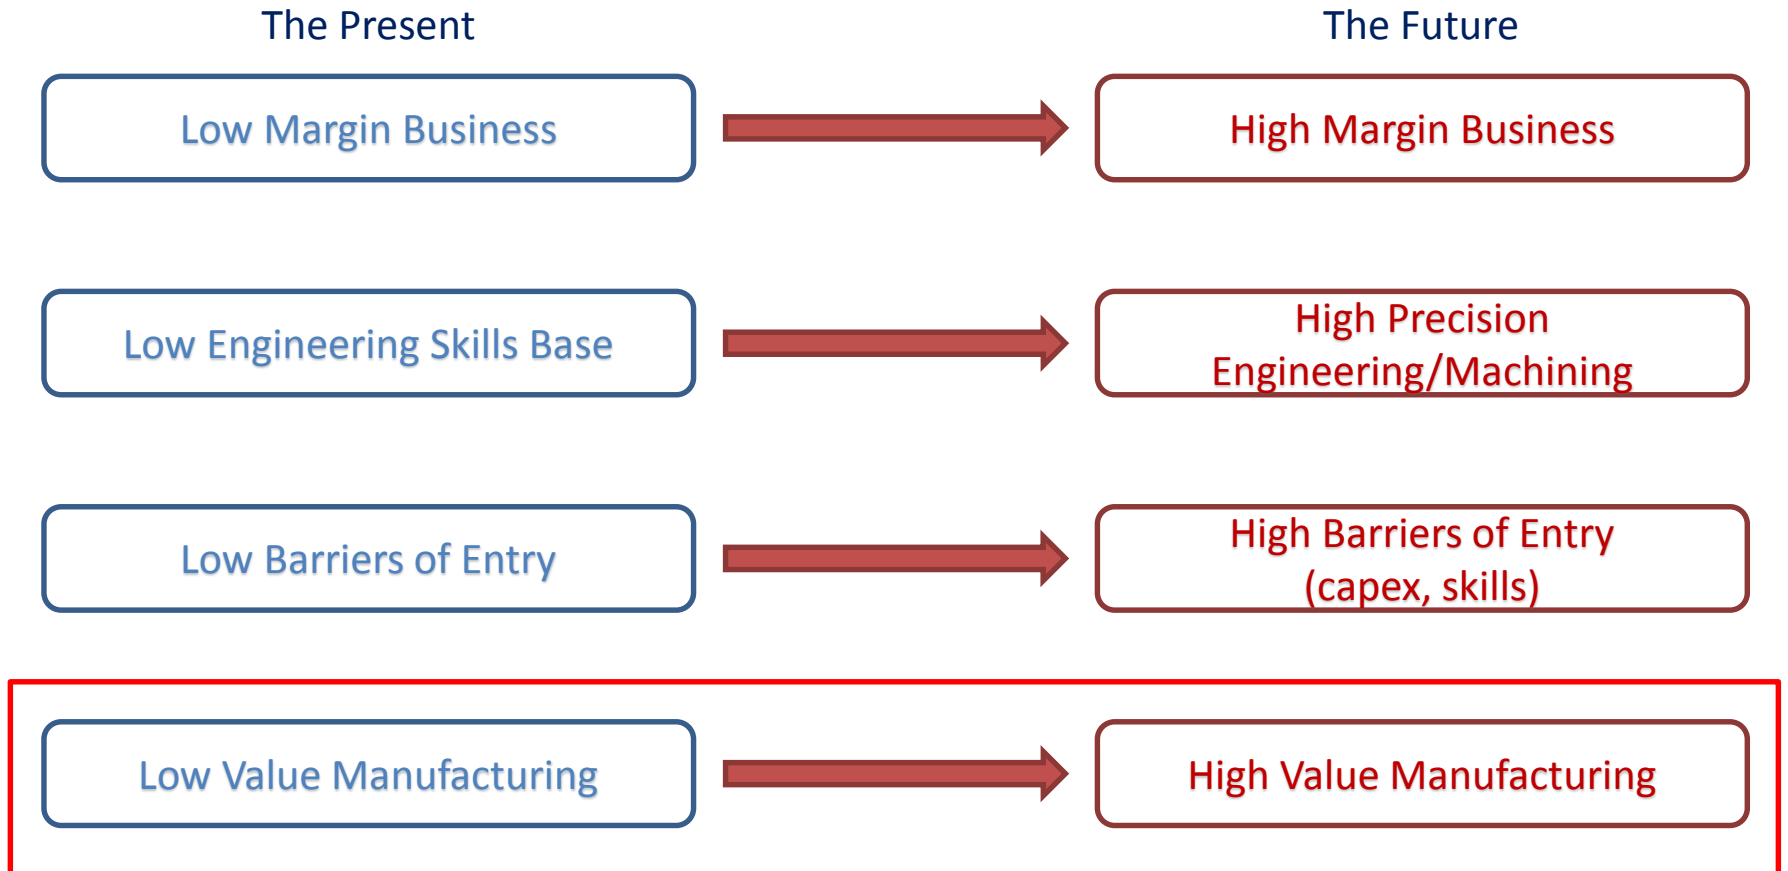 The Present
The Future
Low Margin Business
High Margin Business
Low Engineering Skills Base
High Precision
Engineering/Machining
Low Barriers of Entry
High Barriers of Entry
(capex, skills)
Low Value Manufacturing
High Value Manufacturing